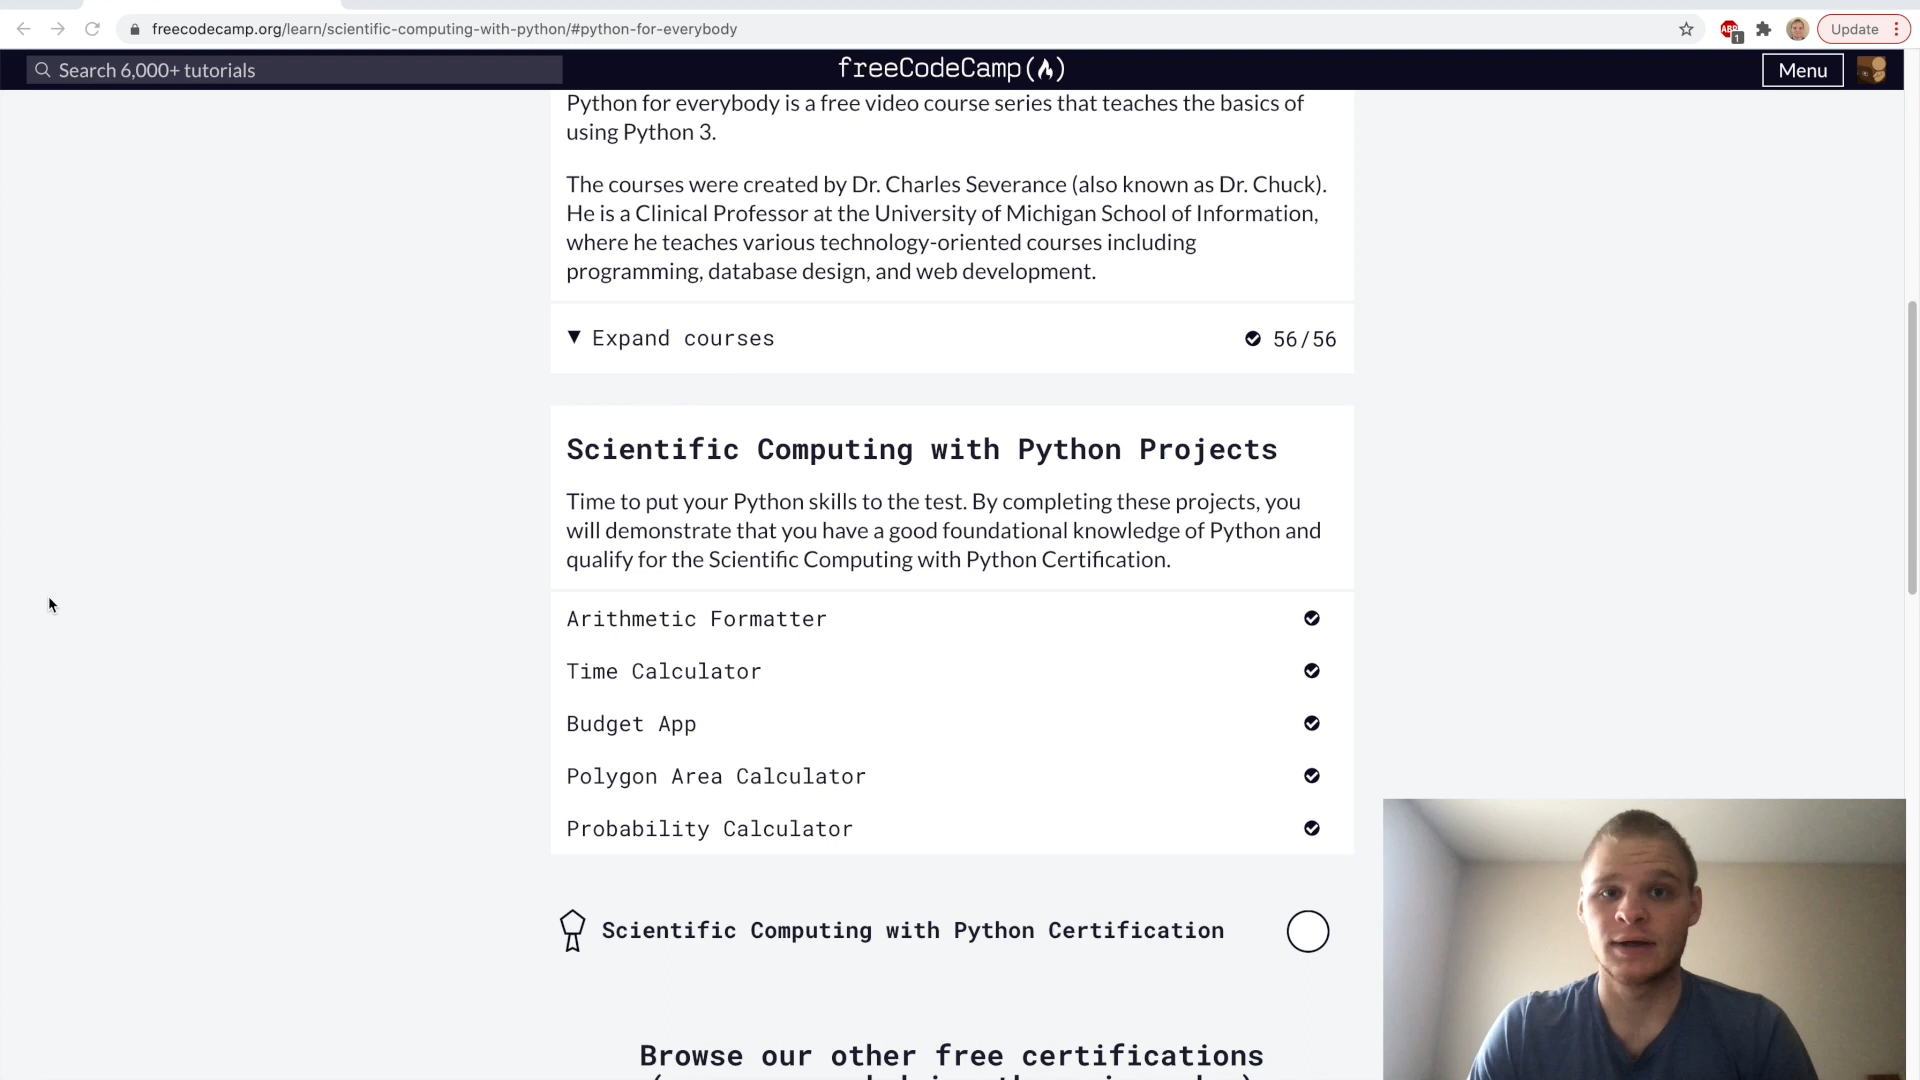 freecodecamp.org/learn/scientific-computing-with-python/#python-for-everybody
ABP
1
Update
Search 6,000+ tutorials
freeCodeCamp
Menu
Python for everybody is a free video course series that teaches the basics of
using Python 3.
The courses were created by Dr. Charles Severance (also known as Dr. Chuck).
He is a Clinical Professor at the University of Michigan School of Information,
where he teaches various technology-oriented courses including
programming, database design, and web development.
Expand courses
56/56
Scientific Computing with Python Projects
Time to put your Python skills to the test. By completing these projects, you
will demonstrate that you have a good foundational knowledge of Python and
qualify for the Scientific Computing with Python Certification.
Arithmetic Formatter
Time Calculator
Budget App
Polygon Area Calculator
Probability Calculator
Scientific Computing with Python Certification
Browse our other free certifications